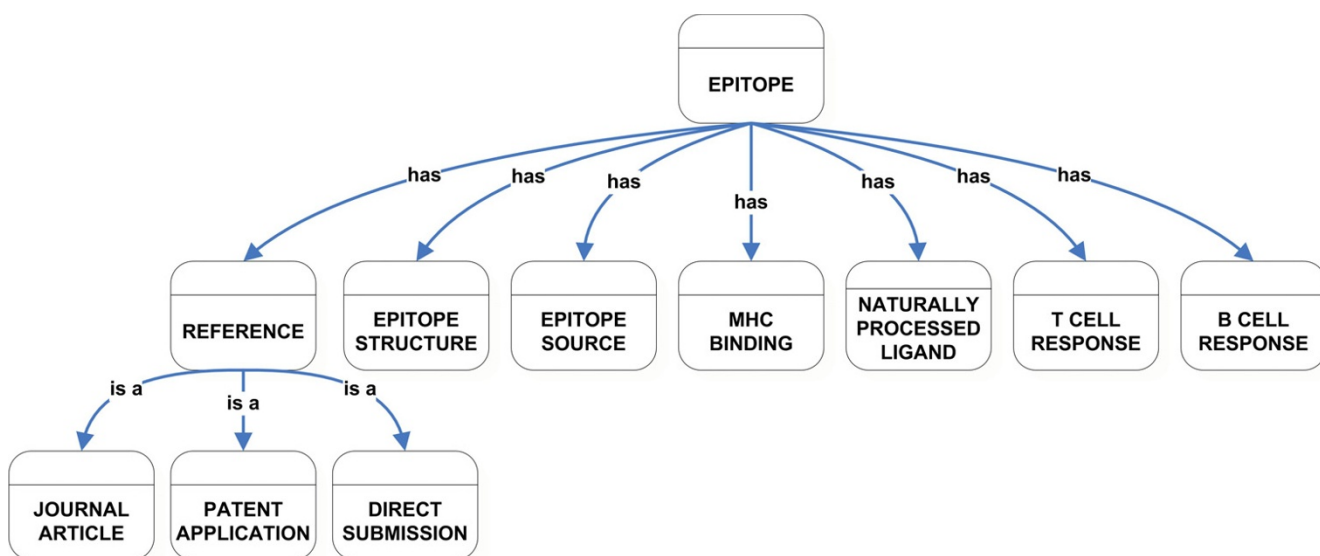 EPITOPE
has
has
has
has
has
has
has
REFERENCE
EPITOPE
STRUCTURE
EPITOPE
SOURCE
MHC
BINDING
NATURALLY
PROCESSED
LIGAND
T CELL
RESPONSE
B CELL
RESPONSE
is a
is a
is a
JOURNAL
ARTICLE
PATENT
APPLICATION
DIRECT
SUBMISSION